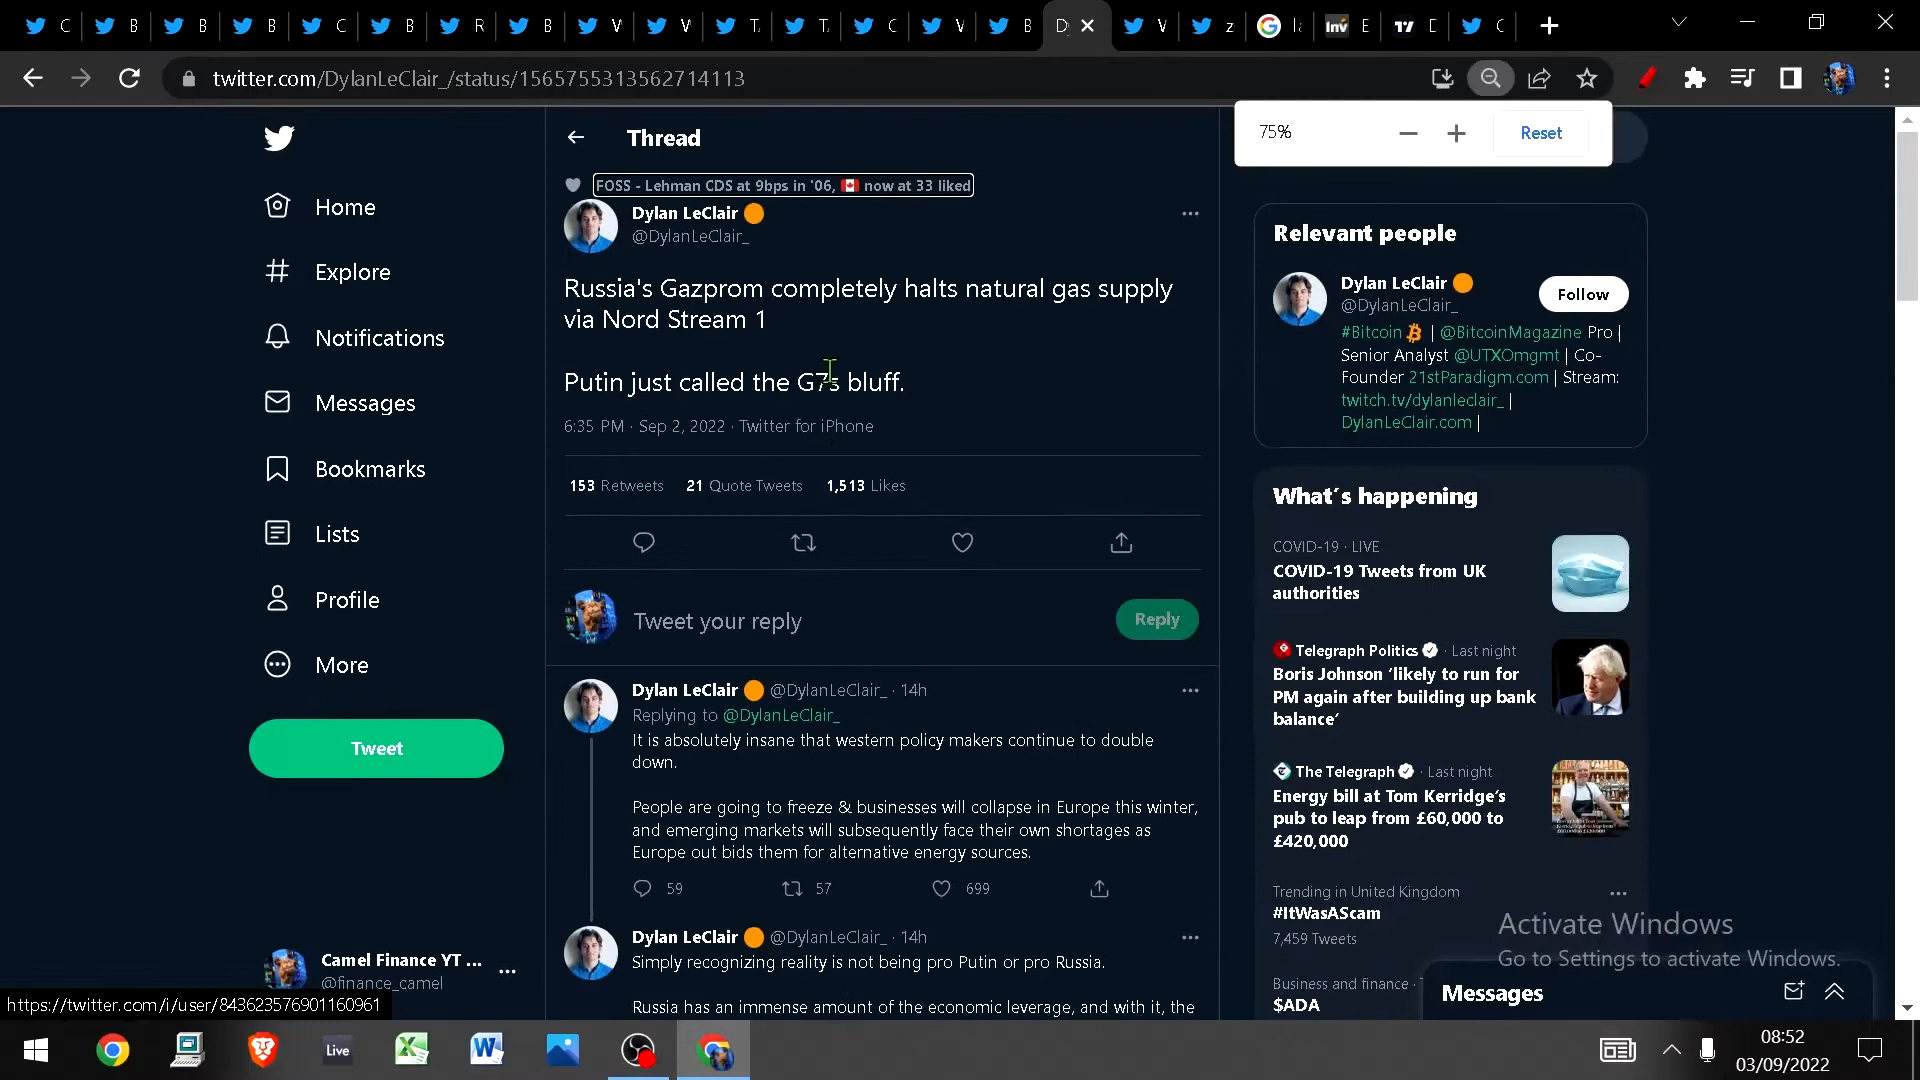 C
B
B
B
C
B
R
B
V
V
T.
T.
C
V
B
D
V
z
Inv
E
D
C
twitter.com/DylanLeClair_/status/1565755313562714113
75%
Reset
Home
Explore
Notifications
Messages
Bookmarks
Lists
Profile
More
Tweet
Camel Finance YT ...
@finance_camel
https://twitter.com/i/user/843623576901160961
Thread
FOSS - Lehman CDS at 9bps in '06, 🇨🇦 now at 33 liked
Dylan LeClair 🟠
@DylanLeClair_
Russia's Gazprom completely halts natural gas supply
via Nord Stream 1
Putin just called the G7s bluff.
6:35 PM · Sep 2, 2022 · Twitter for iPhone
153 Retweets 21 Quote Tweets 1,513 Likes
Tweet your reply
Reply
Dylan LeClair 🟠 @DylanLeClair_ · 14h
Replying to @DylanLeClair_
It is absolutely insane that western policy makers continue to double
down.
People are going to freeze & businesses will collapse in Europe this winter,
and emerging markets will subsequently face their own shortages as
Europe out bids them for alternative energy sources.
59 57 699
Dylan LeClair 🟠 @DylanLeClair_ · 14h
Simply recognizing reality is not being pro Putin or pro Russia.
Russia has an immense amount of the economic leverage, and with it, the
Relevant people
Dylan LeClair 🟠
@DylanLeClair_
Follow
#Bitcoin | @BitcoinMagazine Pro |
Senior Analyst @UTXOmgmt | Co-
Founder 21stParadigm.com | Stream:
twitch.tv/dylanleclair_ |
DylanLeClair.com |
What's happening
COVID-19 · LIVE
COVID-19 Tweets from UK
authorities
Telegraph Politics · Last night
Boris Johnson 'likely to run for
PM again after building up bank
balance'
The Telegraph · Last night
Energy bill at Tom Kerridge's
pub to leap from £60,000 to
£420,000
Trending in United Kingdom
#ItWasAScam
7,459 Tweets
Business and finance ·
$ADA
Activate Windows
Go to Settings to activate Windows.
Messages
Live
08:52
03/09/2022